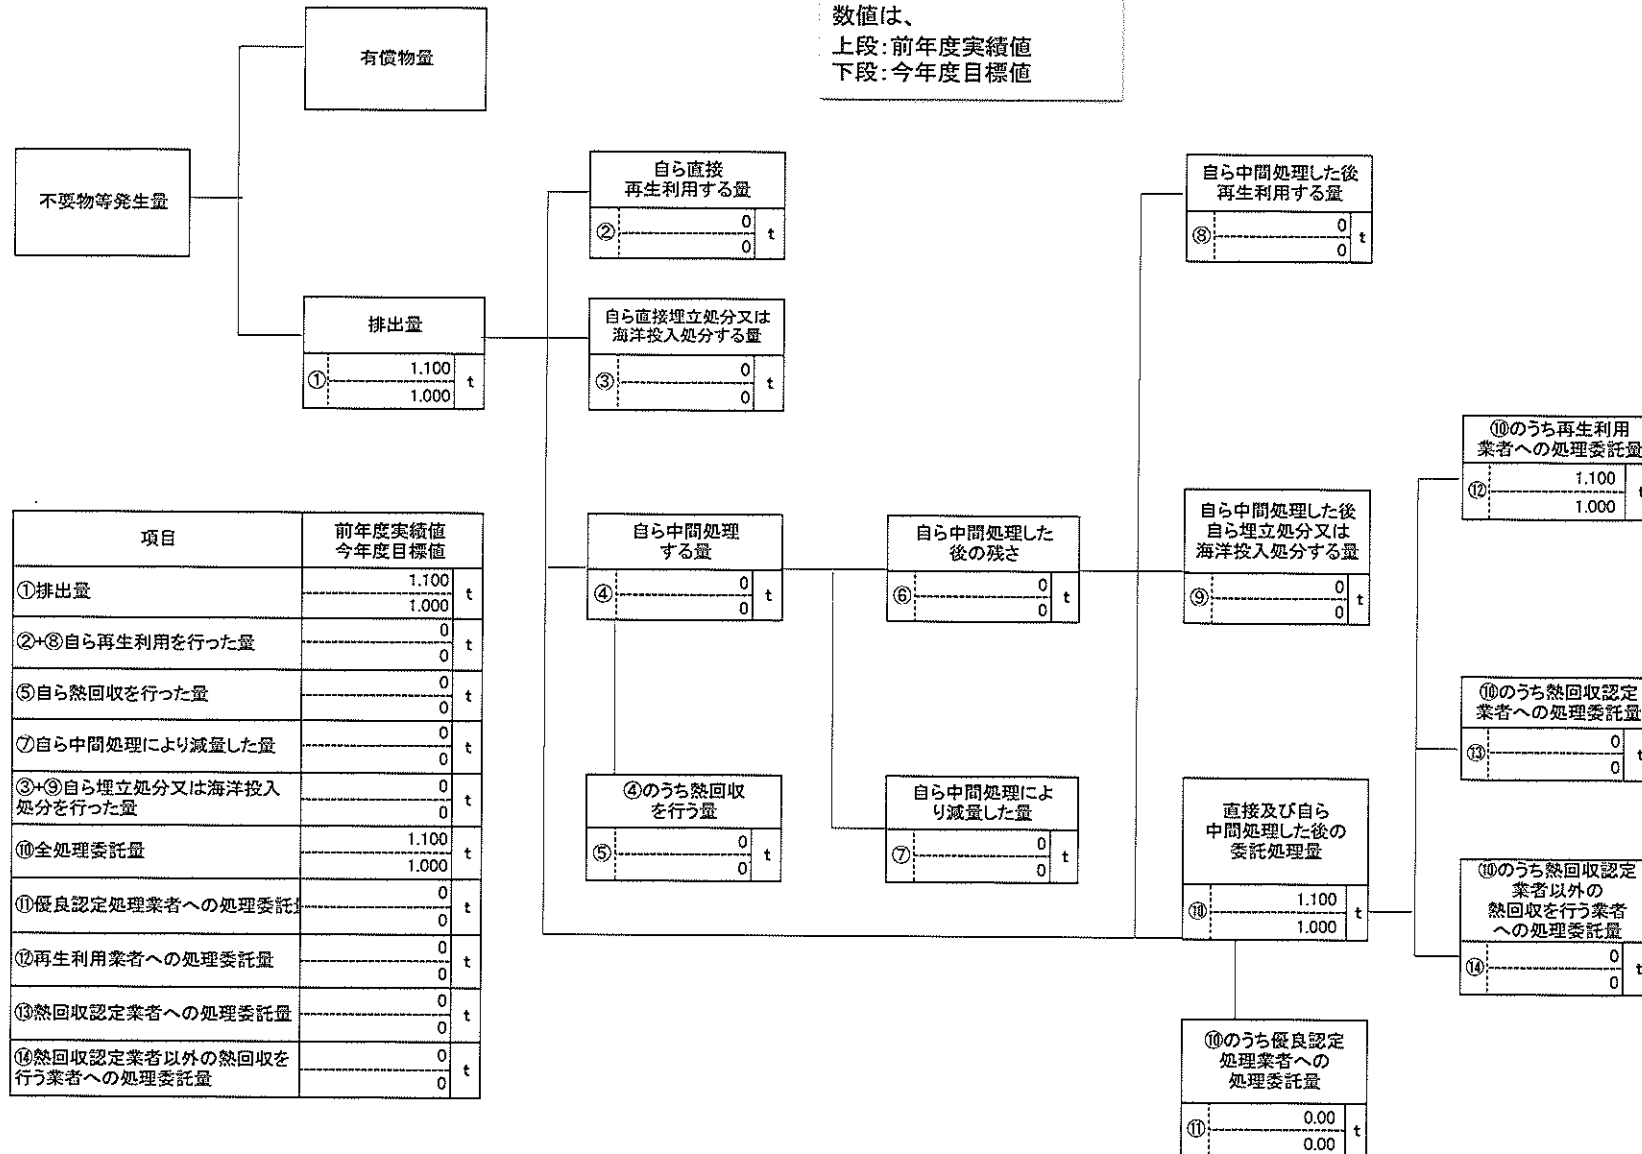 数値は、
上段:前年度実績値
下段:今年度目標値
有償物量
不要物等発生量
排出量
① 1.100 t
1.000
自ら直接
再生利用する量
② 0 t
0
自ら直接埋立処分又は
海洋投入処分する量
③ 0 t
0
自ら中間処理した後
再生利用する量
⑧ 0 t
0
自ら中間処理
する量
④ 0 t
0
自ら中間処理した
後の残さ
⑥ 0 t
0
自ら中間処理した後
自ら埋立処分又は
海洋投入処分する量
⑨ 0 t
0
④のうち熱回収
を行う量
⑤ 0 t
0
自ら中間処理によ
り減量した量
⑦ 0 t
0
直接及び自ら
中間処理した後の
委託処理量
⑩ 1.100 t
1.000
⑩のうち優良認定
処理業者への
処理委託量
⑪ 0.00 t
0.00
⑩のうち再生利用
業者への処理委託量
⑫ 1.100 t
1.000
⑩のうち熱回収認定
業者への処理委託量
⑬ 0 t
0
⑩のうち熱回収認定
業者以外の
熱回収を行う業者
への処理委託量
⑭ 0 t
0
項目 前年度実績値
今年度目標値
①排出量 1.100 t
1.000
②+⑧自ら再生利用を行った量 0 t
0
⑤自ら熱回収を行った量 0 t
0
⑦自ら中間処理により減量した量 0 t
0
③+⑨自ら埋立処分又は海洋投入
処分を行った量 0 t
0
⑩全処理委託量 1.100 t
1.000
⑪優良認定処理業者への処理委託 0 t
0
⑫再生利用業者への処理委託量 0 t
0
⑬熱回収認定業者への処理委託量 0 t
0
⑭熱回収認定業者以外の熱回収を
行う業者への処理委託量 0 t
0